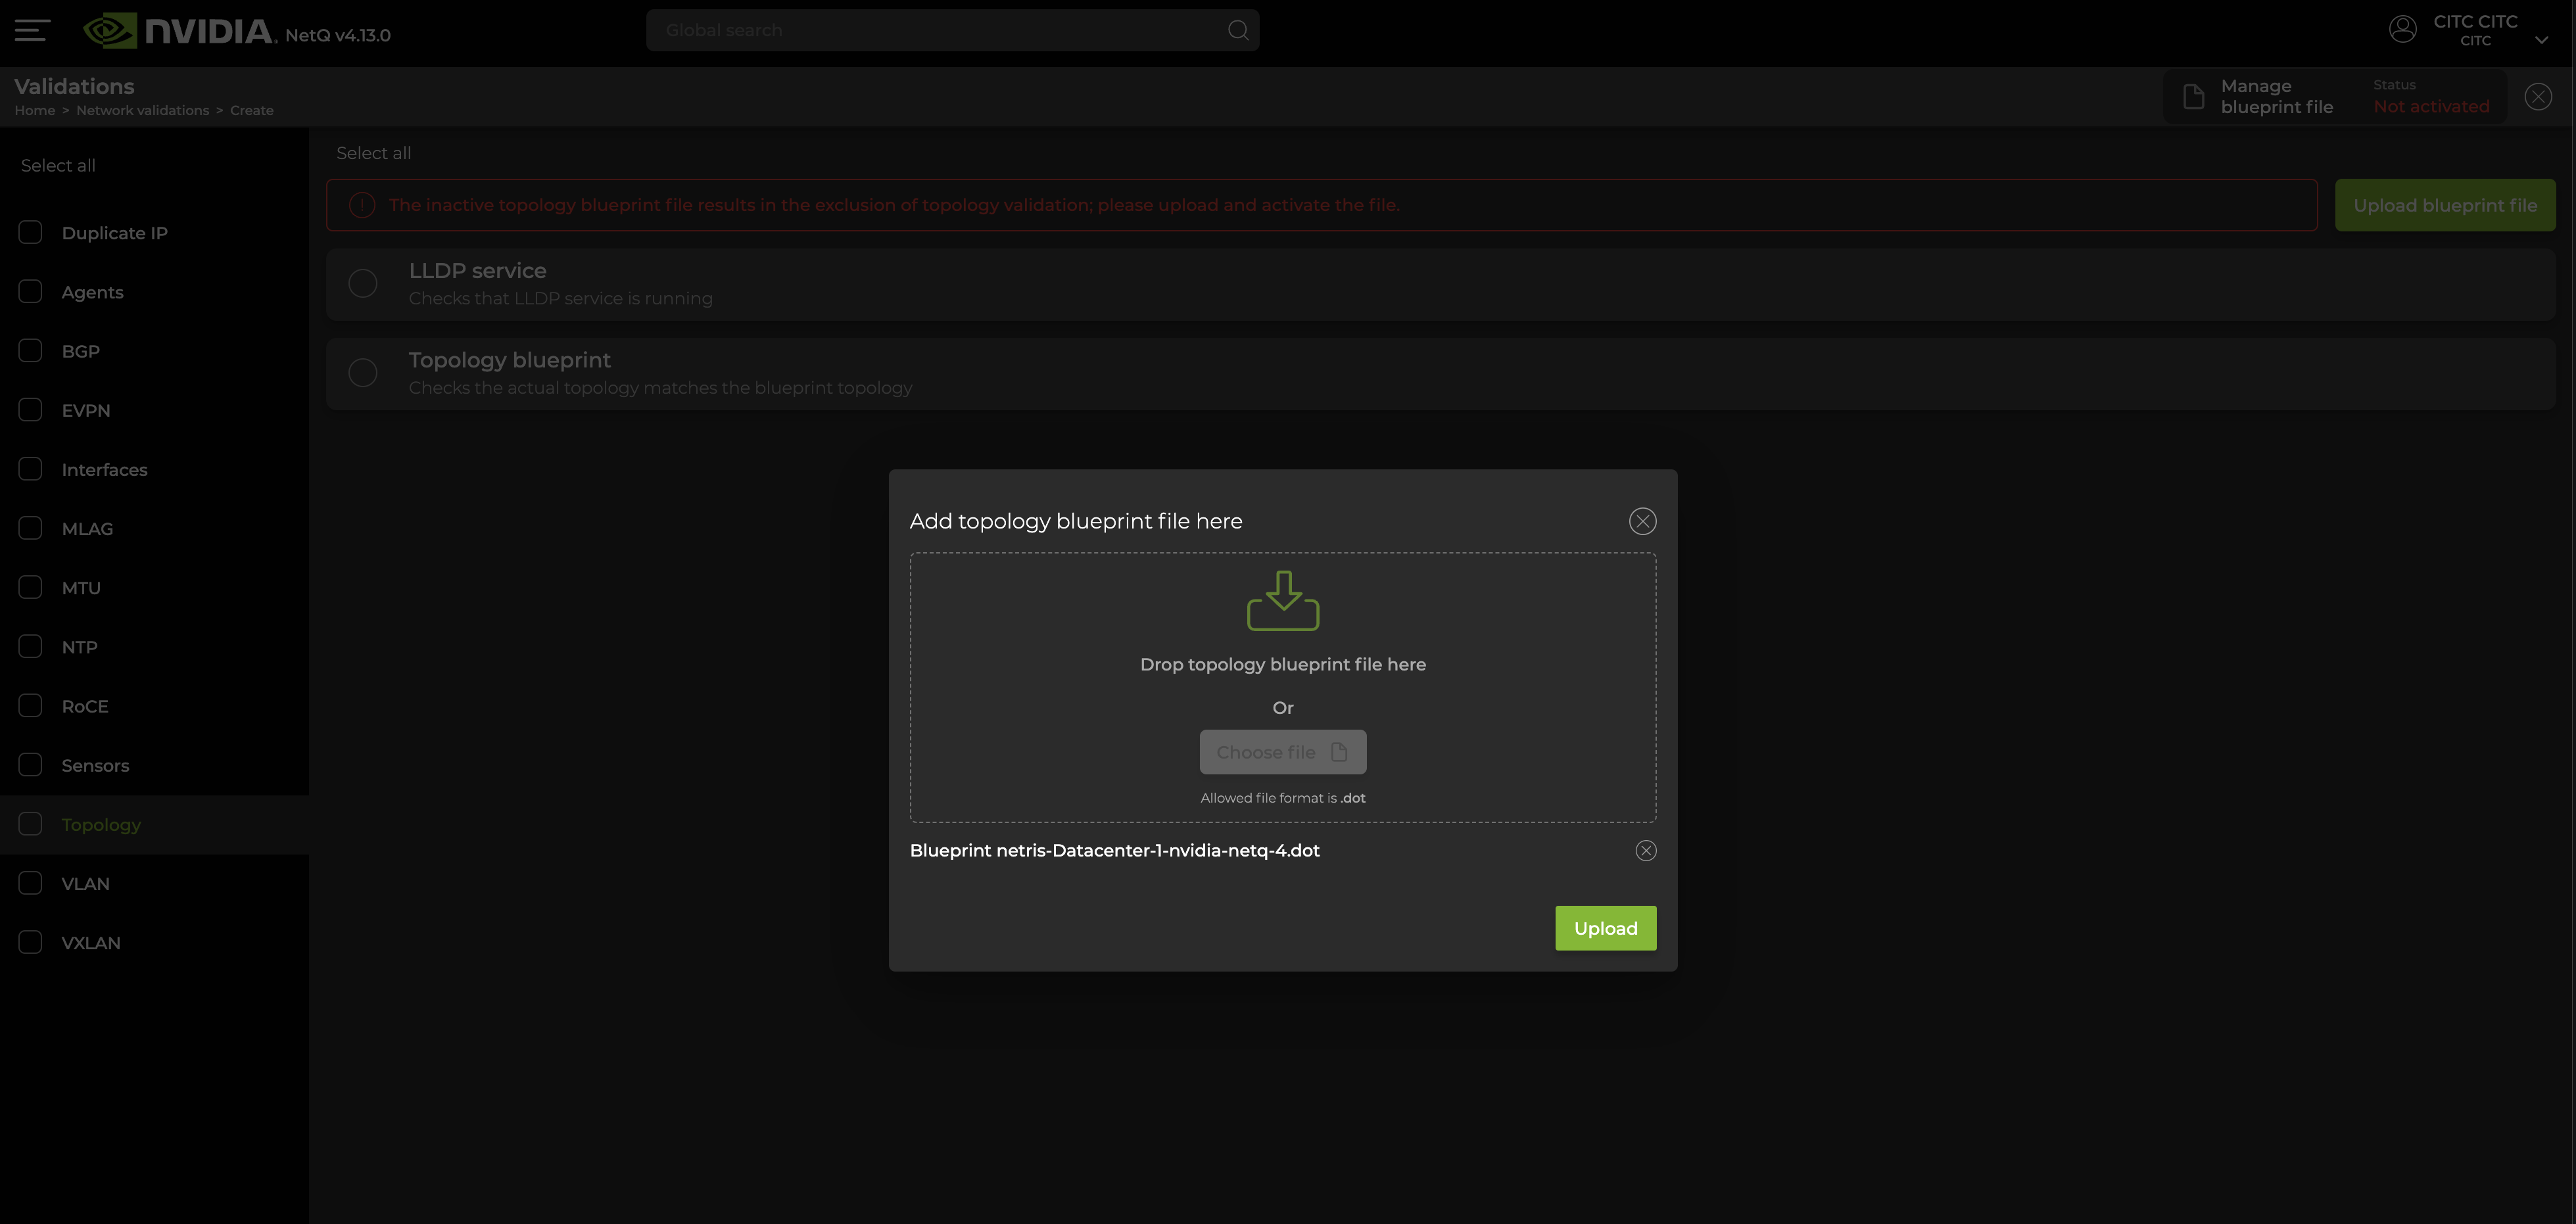 NVIDIA. NetQ v4.13.0
Global search
CITC CITC
CITC
Validations
Home > Network validations > Create
Manage
blueprint file
Status
Not activated
Select all
Duplicate IP
Agents
BGP
EVPN
Interfaces
MLAG
MTU
NTP
RoCE
Sensors
Topology
VLAN
VXLAN
Select all
The inactive topology blueprint file results in the exclusion of topology validation; please upload and activate the file.
Upload blueprint file
LLDP service
Checks that LLDP service is running
Topology blueprint
Checks the actual topology matches the blueprint topology
Add topology blueprint file here
Drop topology blueprint file here
Or
Choose file
Allowed file format is .dot
Blueprint netris-Datacenter-1-nvidia-netq-4.dot
Upload